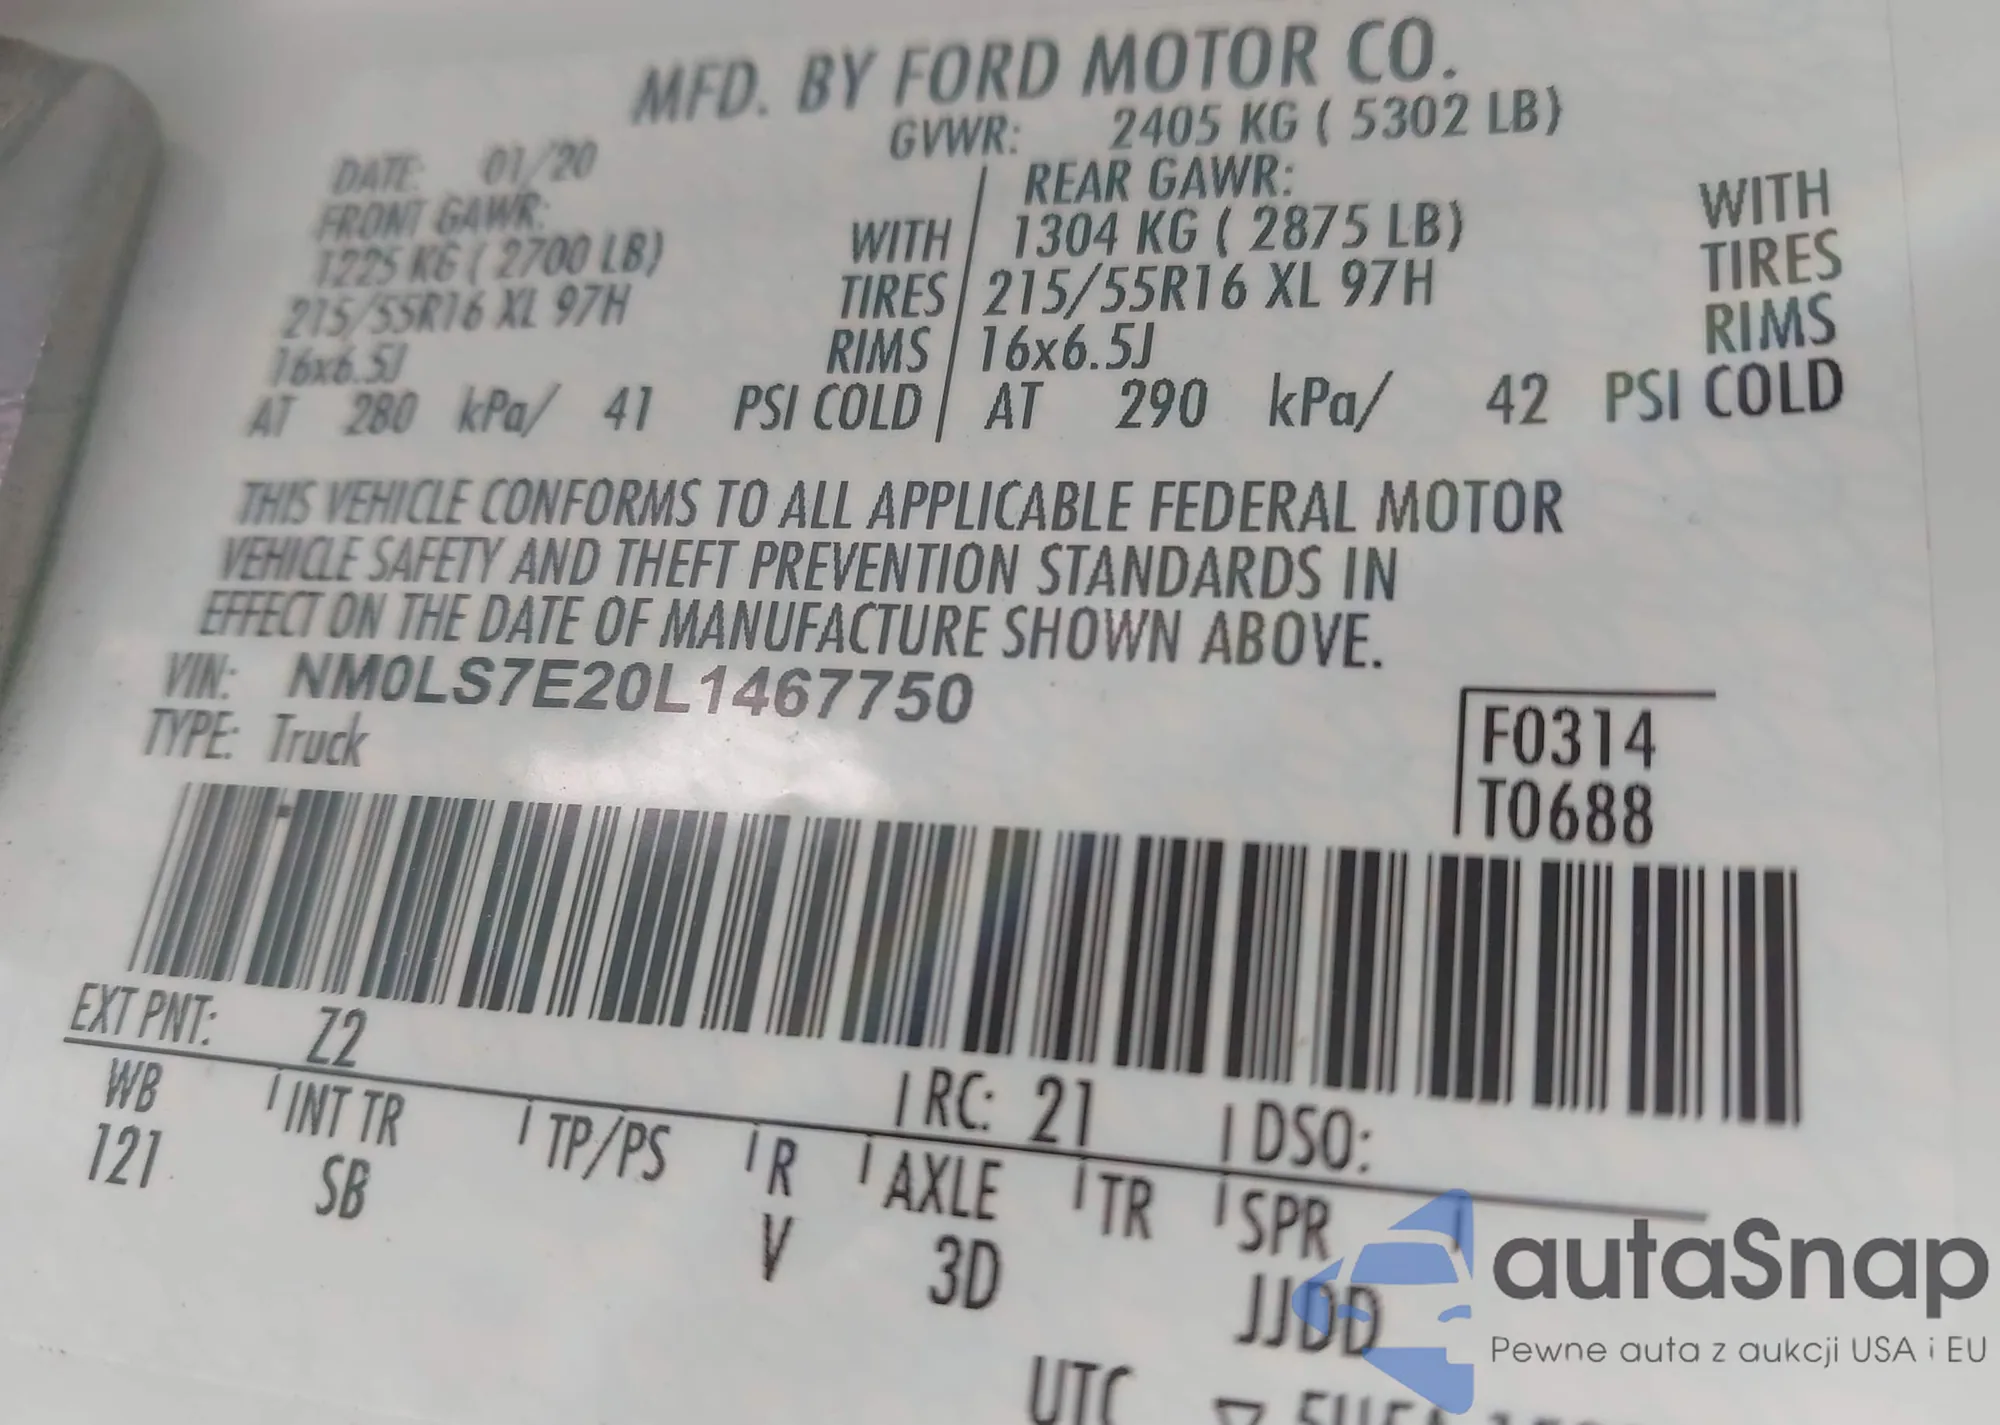 MFD. BY FORD MOTOR CO.
DATE: 01/20 GVWR: 2405 KG ( 5302 LB)
FRONT GAWR: REAR GAWR:
1225 KG ( 2700 LB) WITH 1304 KG ( 2875 LB) WITH
215/55R16 XL 97H TIRES 215/55R16 XL 97H TIRES
16x6.5J RIMS 16x6.5J RIMS
AT 280 kPa/ 41 PSI COLD AT 290 kPa/ 42 PSI COLD
THIS VEHICLE CONFORMS TO ALL APPLICABLE FEDERAL MOTOR
VEHICLE SAFETY AND THEFT PREVENTION STANDARDS IN
EFFECT ON THE DATE OF MANUFACTURE SHOWN ABOVE.
VIN: NM0LS7E20L1467750
TYPE: Truck
F0314
T0688
EXT PNT: Z2 RC: 21 DSO:
WB INT TR TP/PS R AXLE TR SPR
121 SB V 3D JJDD
UTC
autaSnap
Pewne auta z aukcji USA i EU